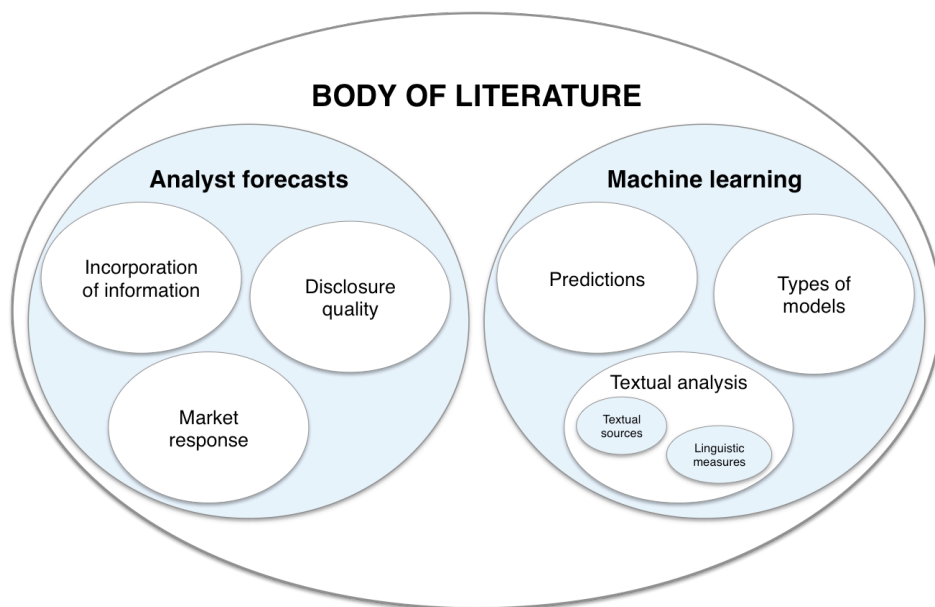 BODY OF LITERATURE
Analyst forecasts
Incorporation
of information
Disclosure
quality
Market
response
Machine learning
Predictions
Types of
models
Textual analysis
Textual
sources
Linguistic
measures